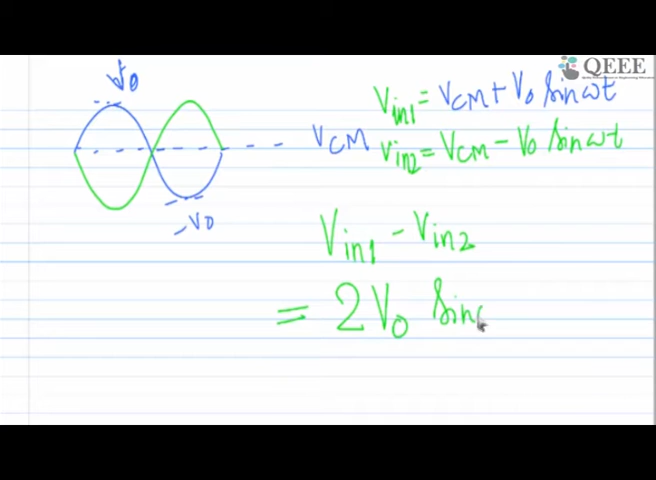 QEEE
V0
Vin1 = VCM + V0 Sin ωt
VCM
Vin2 = VCM - V0 Sin ωt
-V0
Vin1 - Vin2
= 2V0 Sin